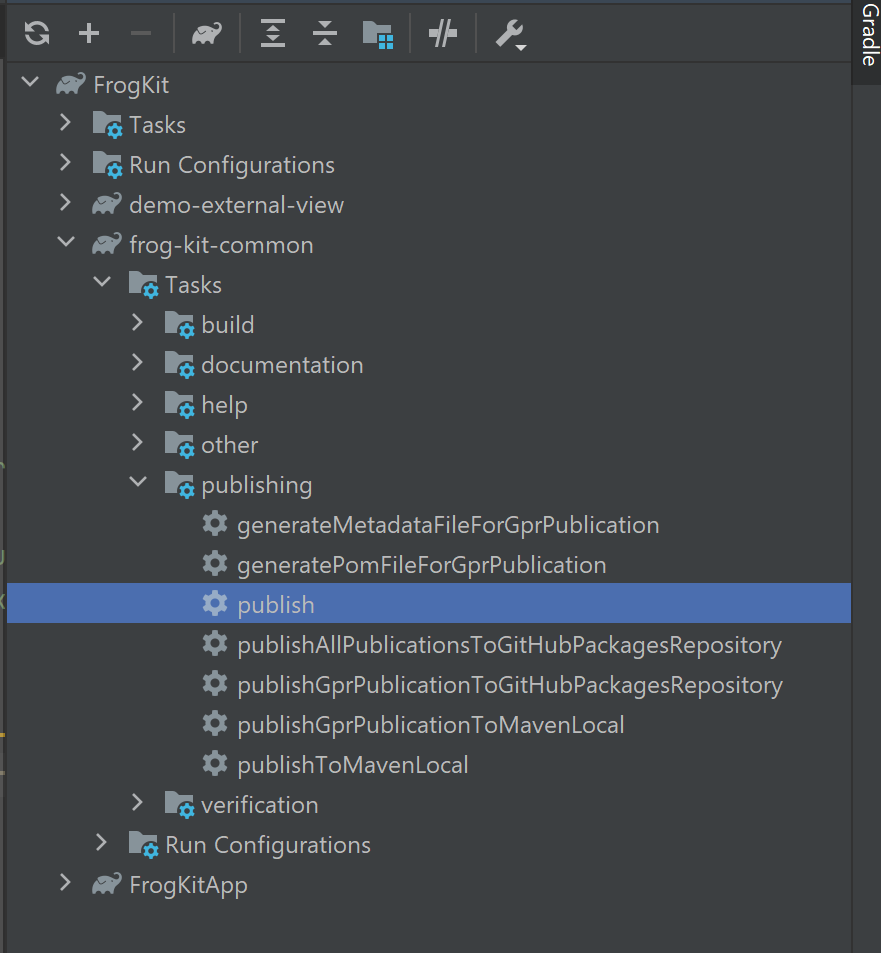 Gradle
FrogKit
Tasks
Run Configurations
demo-external-view
frog-kit-common
Tasks
build
documentation
help
other
publishing
generateMetadataFileForGprPublication
generatePomFileForGprPublication
publish
publishAllPublicationsToGitHubPackagesRepository
publishGprPublicationToGitHubPackagesRepository
publishGprPublicationToMavenLocal
publishToMavenLocal
verification
Run Configurations
FrogKitApp